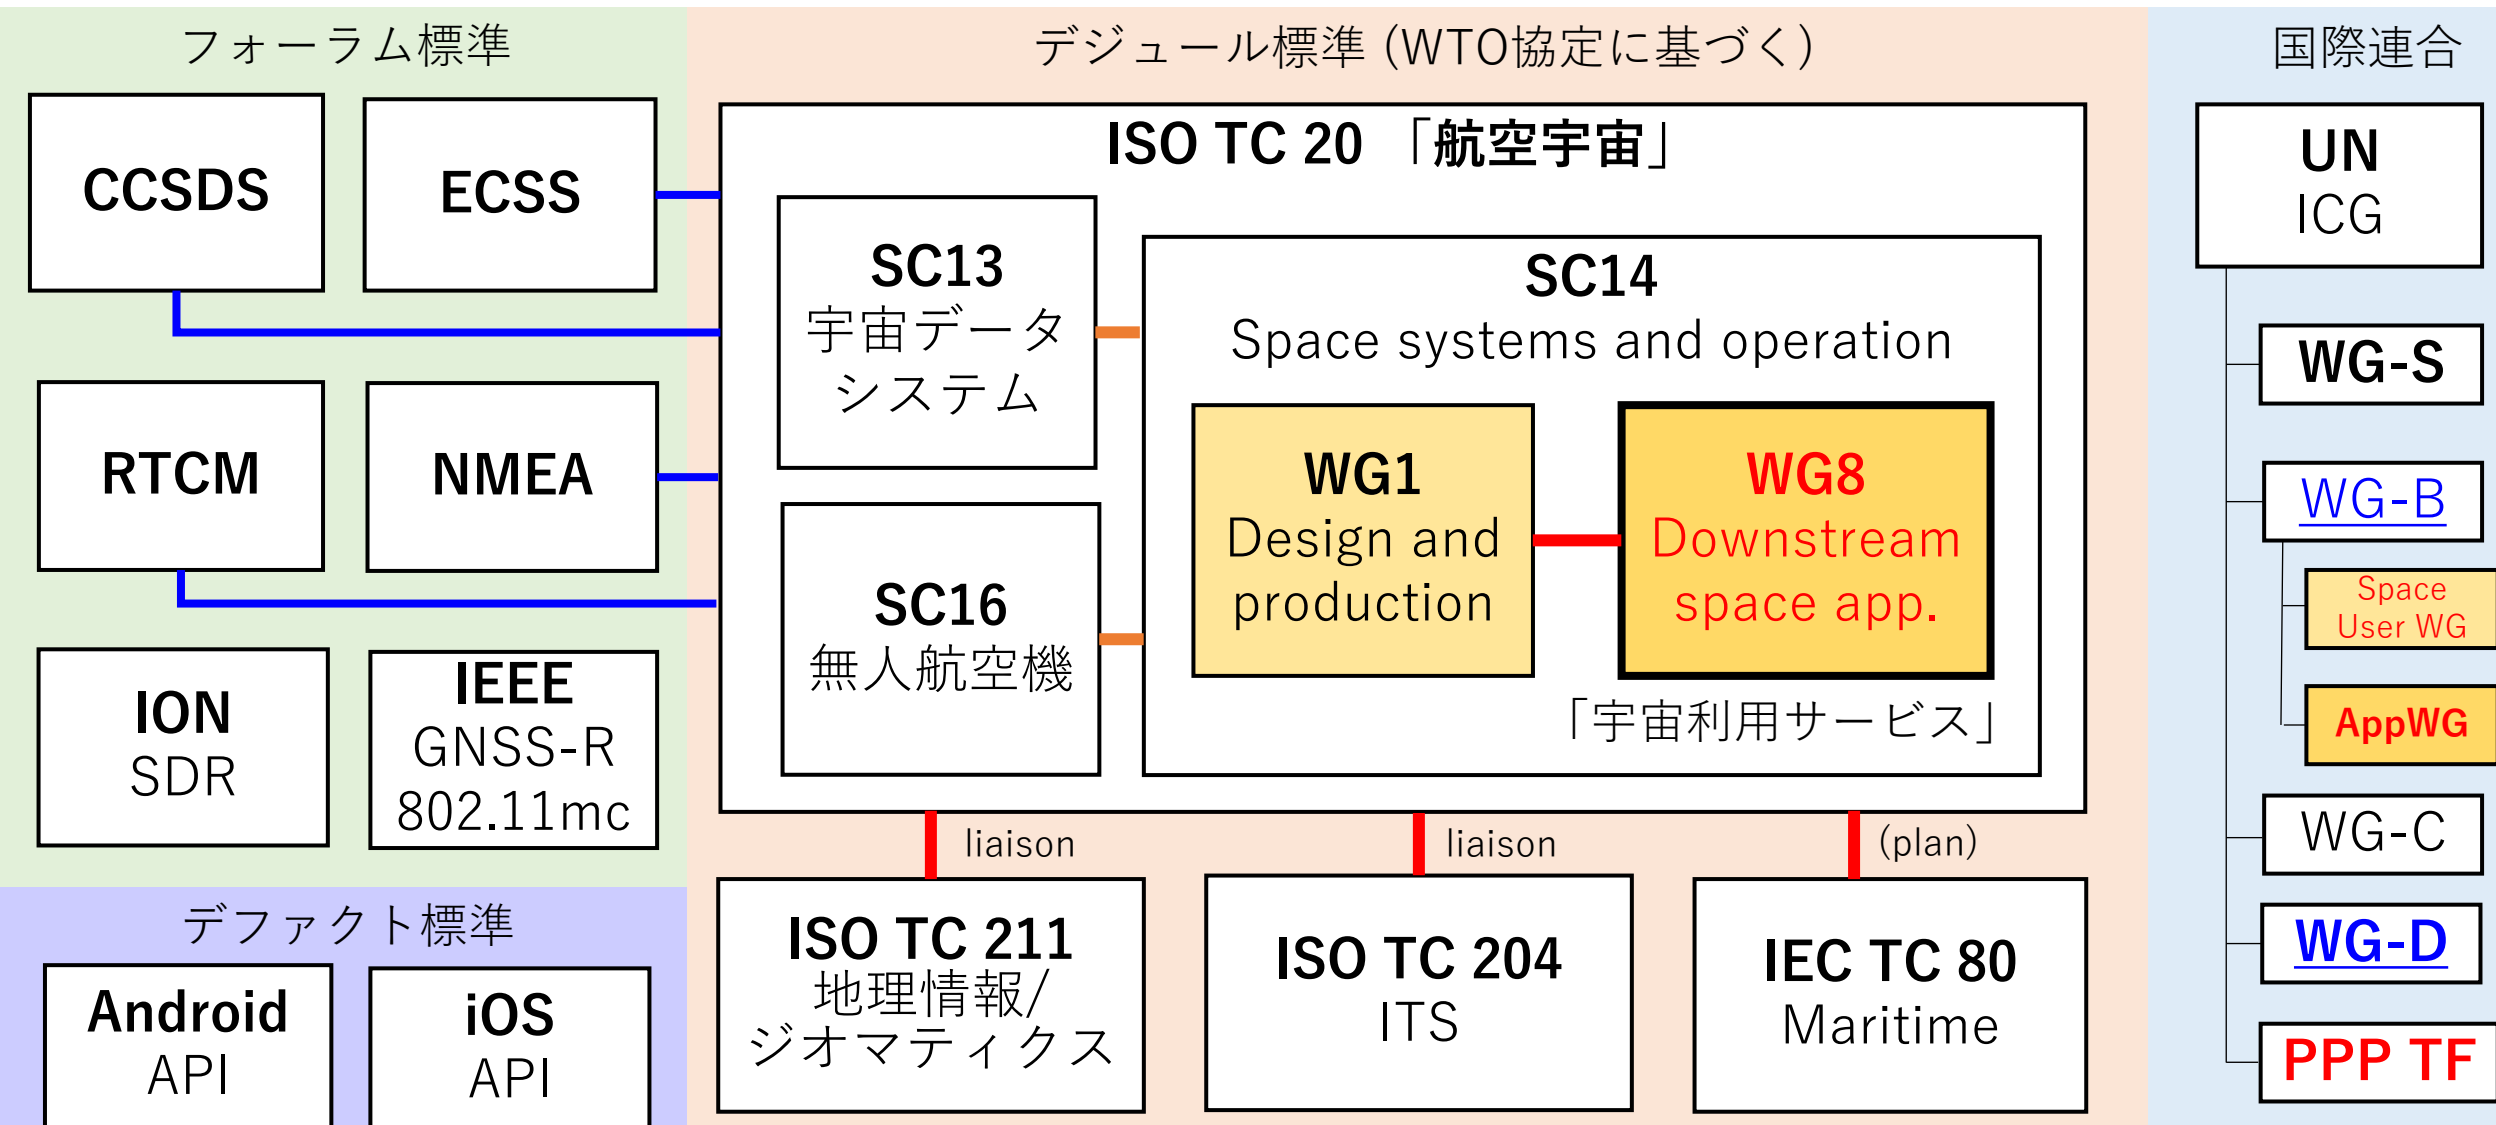 フォーラム標準
CCSDS
ECSS
RTCM
NMEA
ION
SDR
IEEE
GNSS-R
802.11mc
デファクト標準
Android
API
iOS
API
デジュール標準 (WTO協定に基づく)
ISO TC 20 「航空宇宙」
SC13
宇宙データ
システム
SC16
無人航空機
SC14
Space systems and operation
WG1
Design and
production
WG8
Downstream
space app.
「宇宙利用サービス」
liaison
liaison
(plan)
ISO TC 211
地理情報/
ジオマティクス
ISO TC 204
ITS
IEC TC 80
Maritime
国際連合
UN
ICG
WG-S
WG-B
Space
User WG
AppWG
WG-C
WG-D
PPP TF